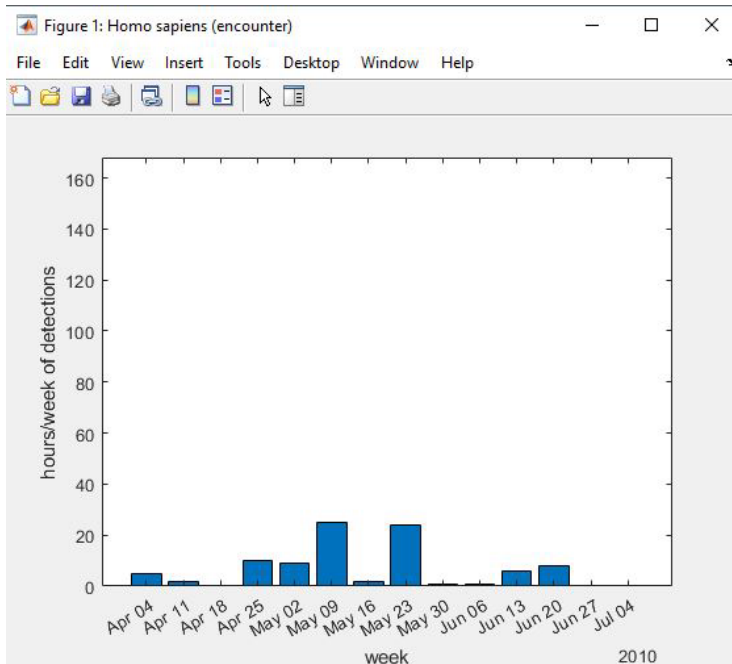 Figure 1: Homo sapiens (encounter)
File Edit View Insert Tools Desktop Window Help
160
140
120
100
80
60
40
20
0
hours/week of detections
Apr 04 Apr 11 Apr 18 Apr 25 May 02 May 09 May 16 May 23 May 30 Jun 06 Jun 13 Jun 20 Jun 27 Jul 04
week
2010